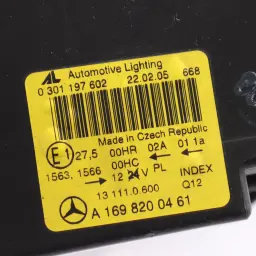 AL Automotive Lighting
0 301 197 602 22.02.05 668
Made in Czech Republic
E1 27,5 00HR 02A 01 1a
1563, 1566 00HC
→ 12 V PL INDEX
13 111.0 600 Q12
A 169 820 04 61